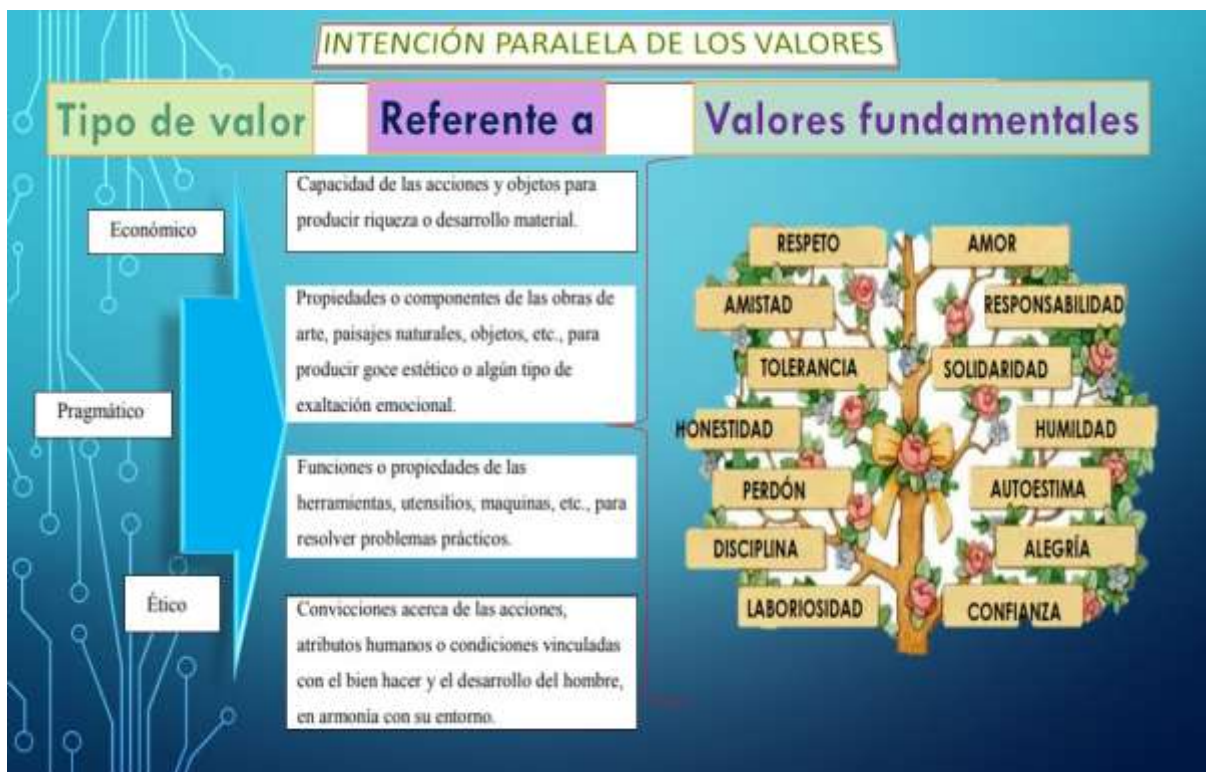 INTENCIÓN PARALELA DE LOS VALORES
Tipo de valor
Referente a
Valores fundamentales
Económico
Pragmático
Ético
Capacidad de las acciones y objetos para
producir riqueza o desarrollo material.
Propiedades o componentes de las obras de
arte, paisajes naturales, objetos, etc., para
producir goce estético o algún tipo de
exaltación emocional.
Funciones o propiedades de las
herramientas, utensilios, maquinas, etc., para
resolver problemas prácticos.
Convicciones acerca de las acciones,
atributos humanos o condiciones vinculadas
con el bien hacer y el desarrollo del hombre,
en armonía con su entorno.
RESPETO
AMOR
AMISTAD
RESPONSABILIDAD
TOLERANCIA
SOLIDARIDAD
HONESTIDAD
HUMILDAD
PERDÓN
AUTOESTIMA
DISCIPLINA
ALEGRÍA
LABORIOSIDAD
CONFIANZA